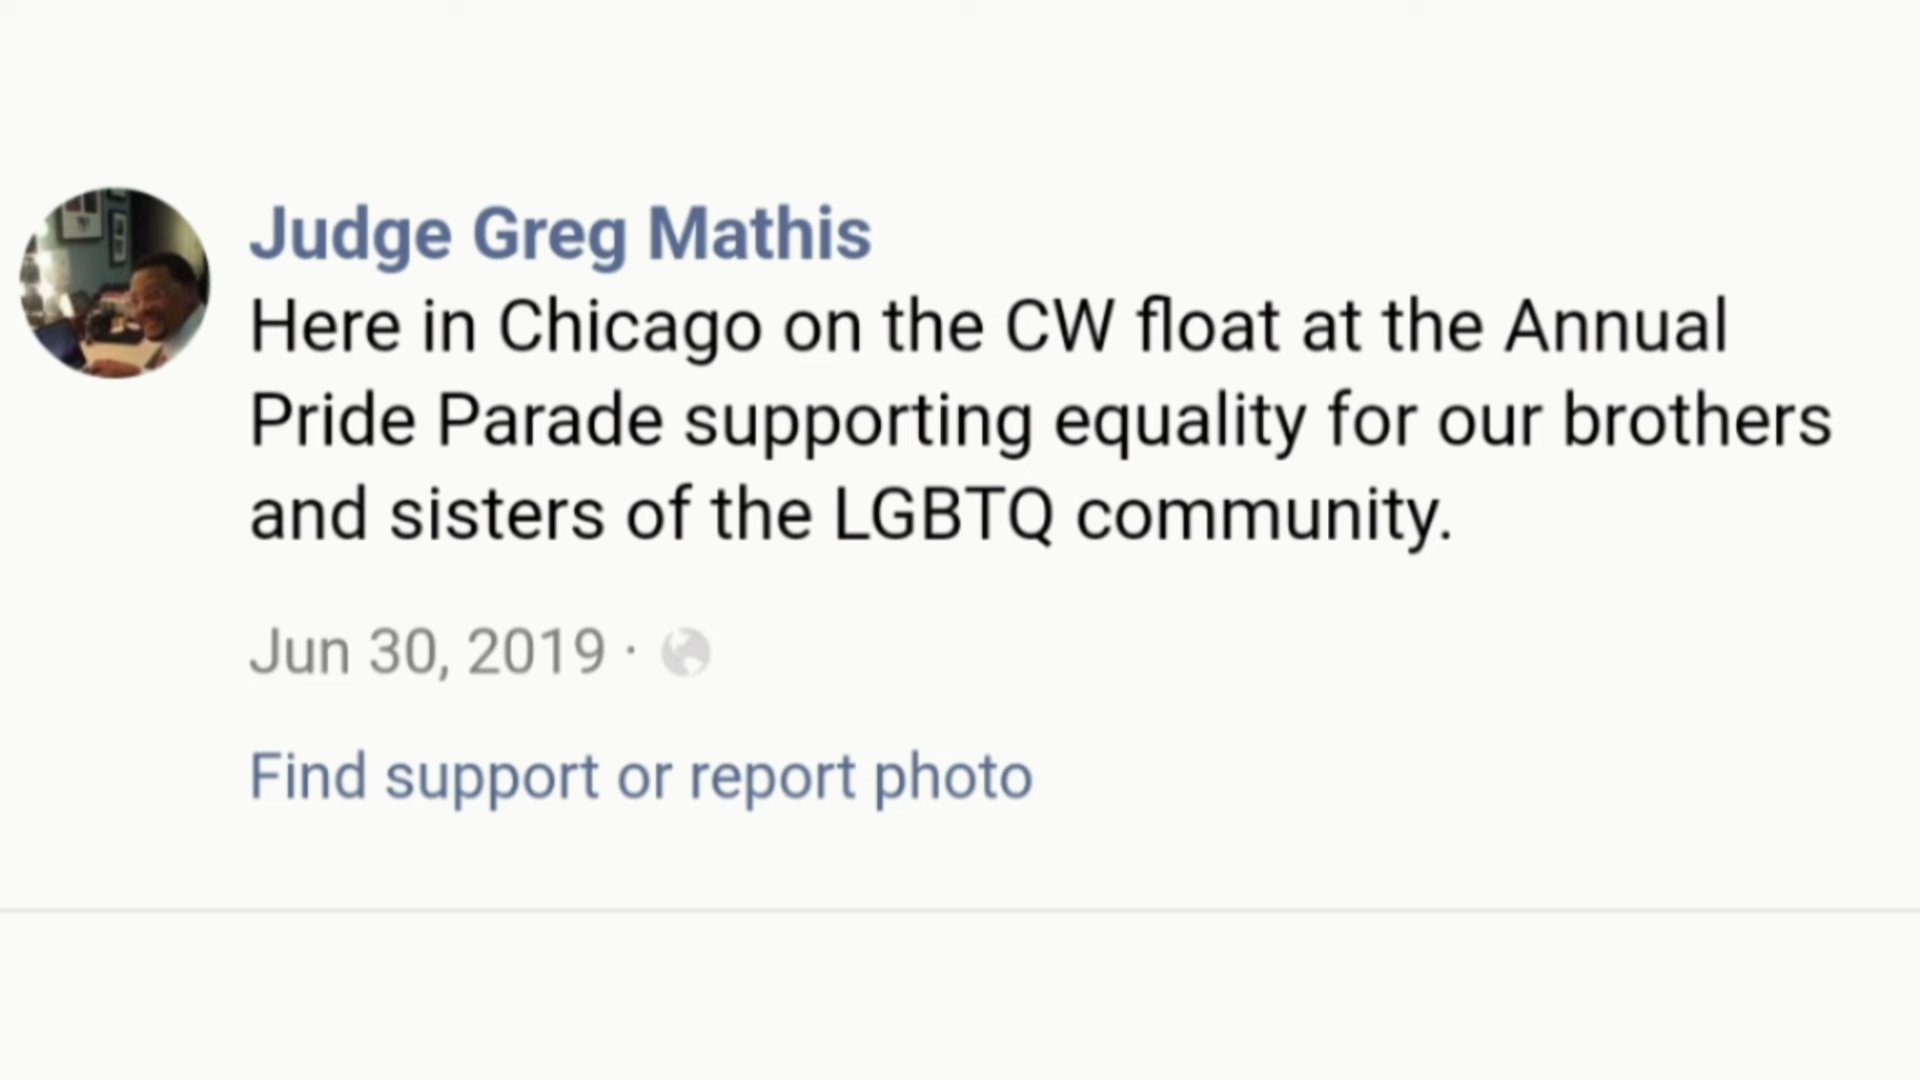 Judge Greg Mathis
Here in Chicago on the CW float at the Annual
Pride Parade supporting equality for our brothers
and sisters of the LGBTQ community.
Jun 30, 2019 ·
Find support or report photo